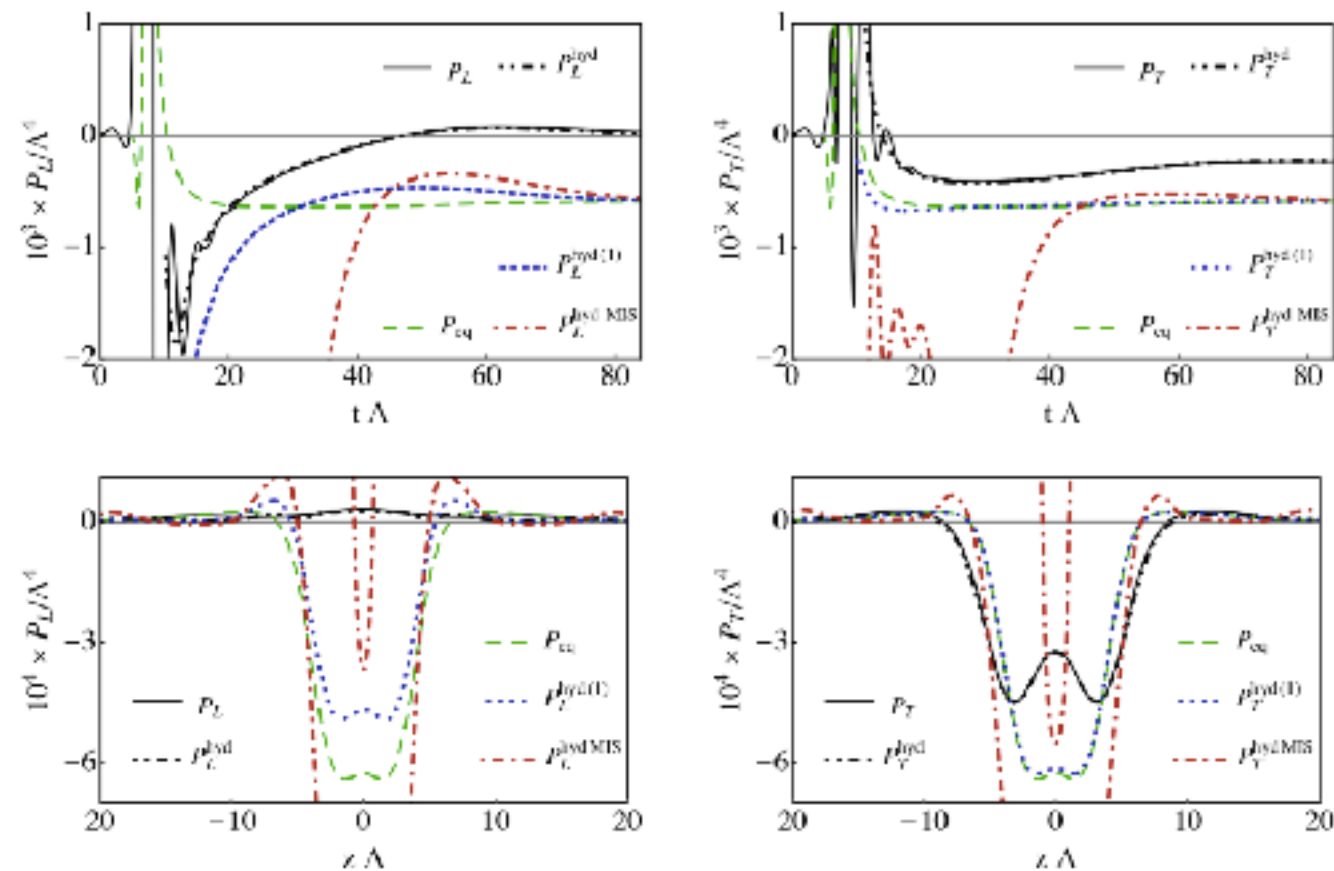 1 1
p_L P_L^hyd p_T P_T^hyd
0 0
10³ × P_L/Λ⁴ 10³ × P_T/Λ⁴
−1 P_L^hyd(1) −1 P_T^hyd(1)
P_eq P_L^hyd MIS P_eq P_T^hyd MIS
−2 −2
0 20 40 60 80 0 20 40 60 80
t Λ t Λ
0 0
10⁴ × P_L/Λ⁴ 10⁴ × P_T/Λ⁴
−3 P_eq −3 P_eq
p_L P_L^hyd(1) p_T P_T^hyd(1)
P_L^hyd P_L^hyd MIS P_T^hyd P_T^hyd MIS
−6 −6
20 −10 0 10 20 20 −10 0 10 20
z Λ z Λ